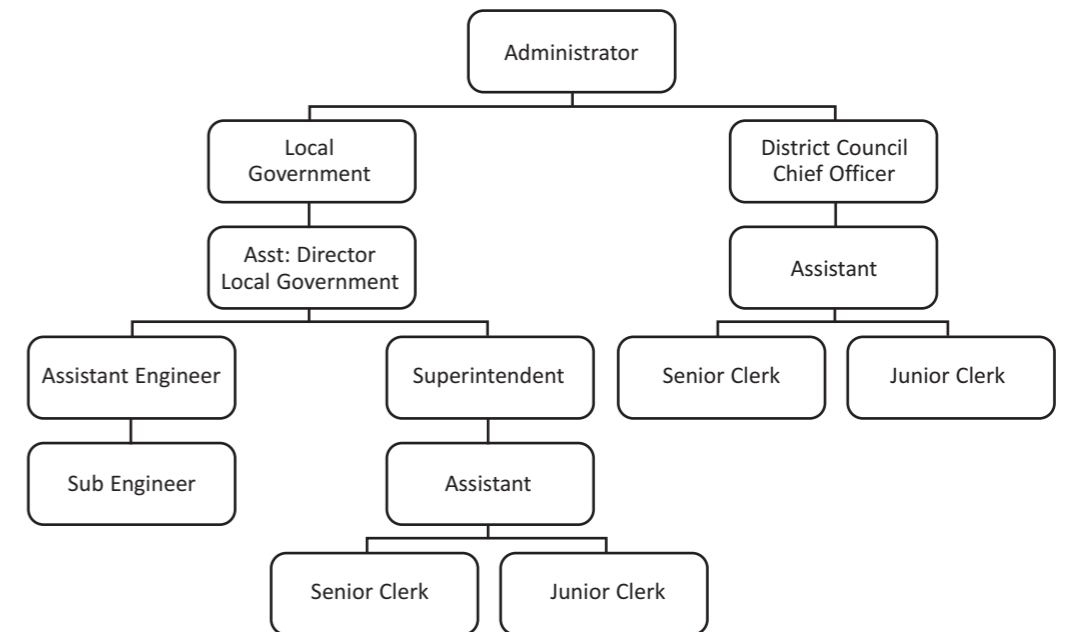 Administrator
Local
Government
District Council
Chief Officer
Asst: Director
Local Government
Assistant
Assistant Engineer
Superintendent
Senior Clerk
Junior Clerk
Sub Engineer
Assistant
Senior Clerk
Junior Clerk